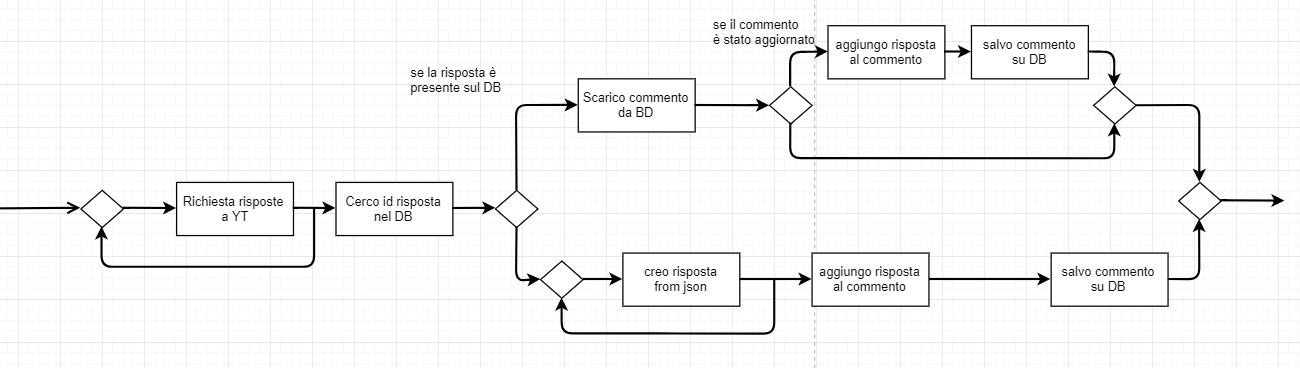 se il commento
è stato aggiornato
aggiungo risposta
al commento
salvo commento
su DB
se la risposta è
presente sul DB
Scarico commento
da BD
Richiesta risposte
a YT
Cerco id risposta
nel DB
creo risposta
from json
aggiungo risposta
al commento
salvo commento
su DB